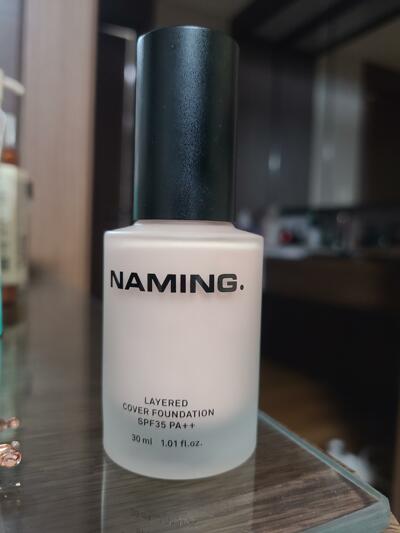 NAMING.
LAYERED
COVER FOUNDATION
SPF35 PA++
30 ml 1.01 fl.oz.